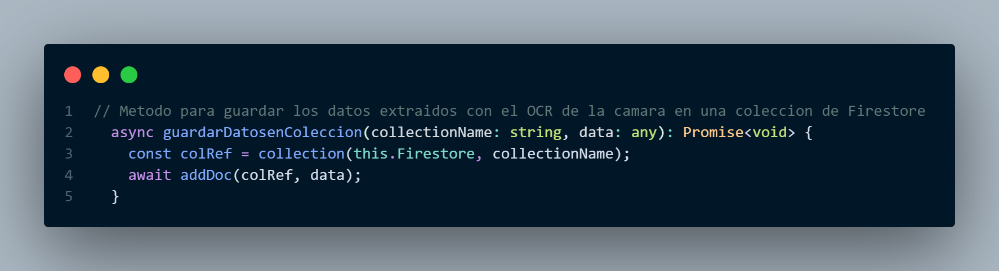 1 // Metodo para guardar los datos extraidos con el OCR de la camara en una coleccion de Firestore
2 async guardarDatosenColeccion(collectionName: string, data: any): Promise<void> {
3 const colRef = collection(this.Firestore, collectionName);
4 await addDoc(colRef, data);
5 }